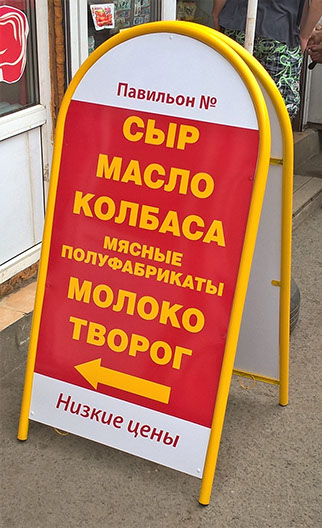 Павильон №
СЫР
МАСЛО
КОЛБАСА
МЯСНЫЕ
ПОЛУФАБРИКАТЫ
МОЛОКО
ТВОРОГ
Низкие цены